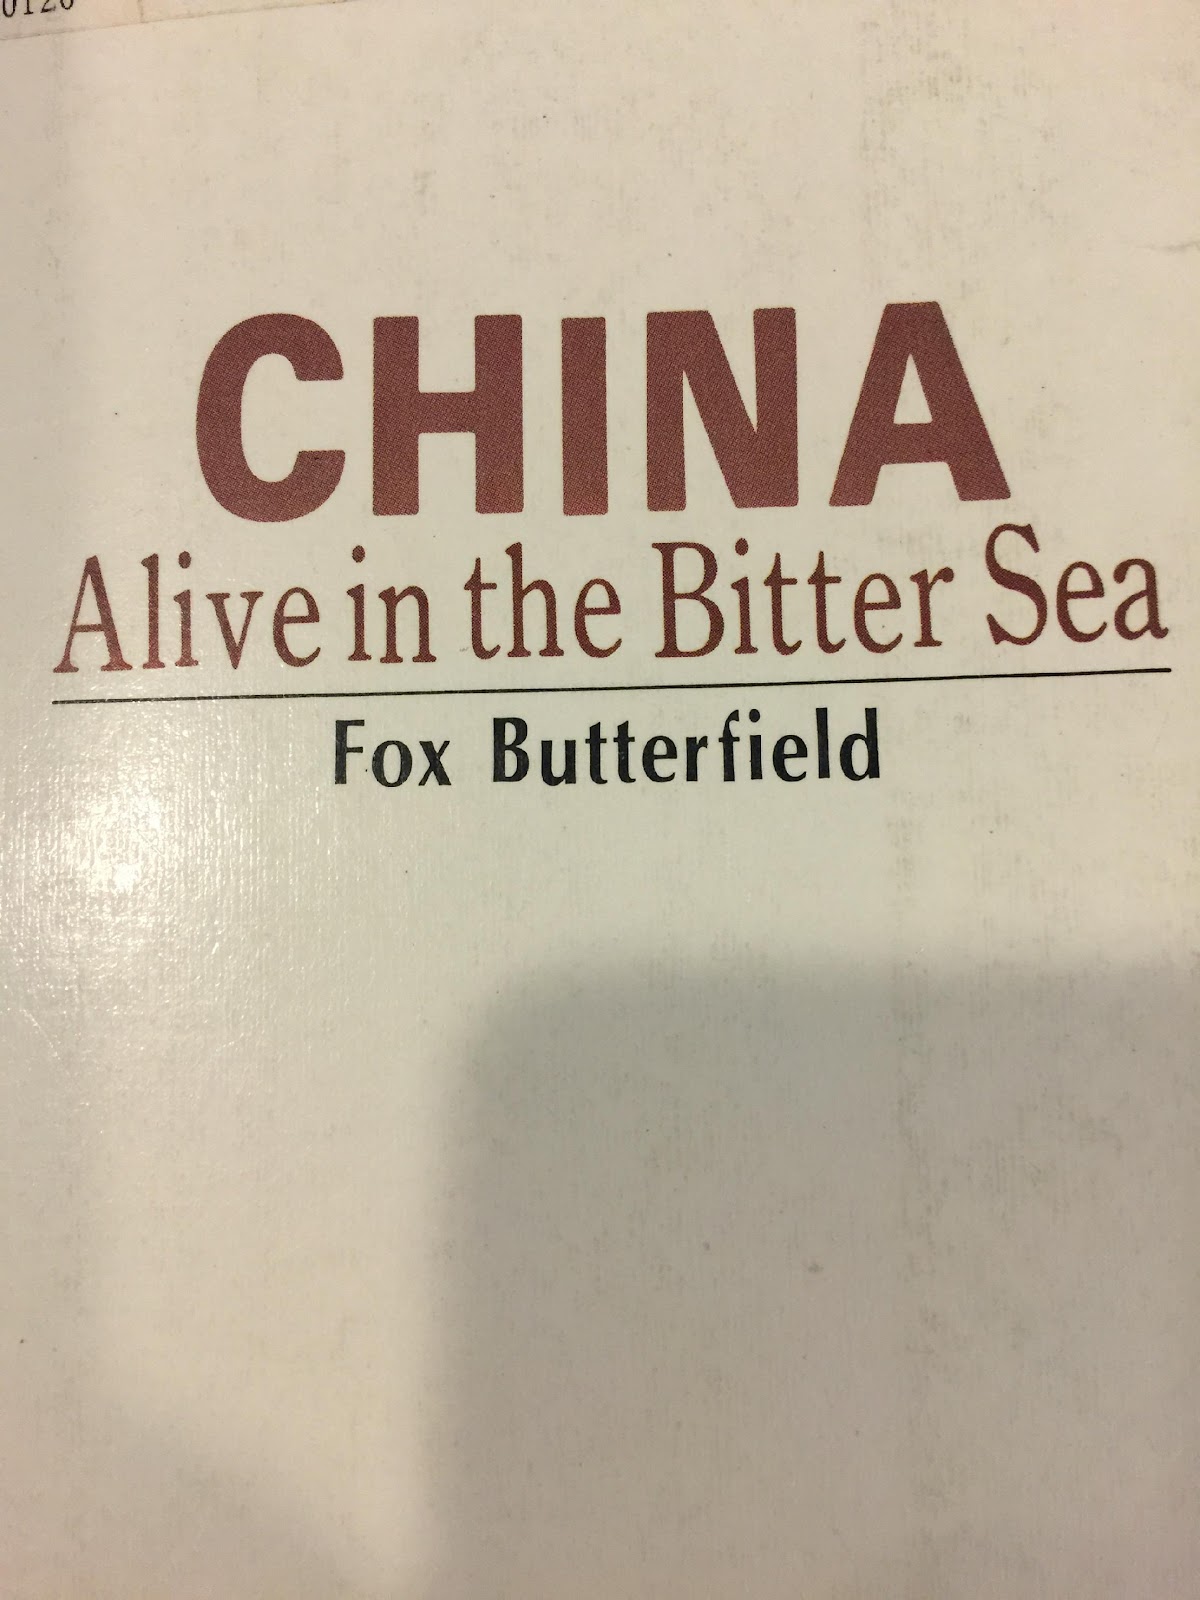 CHINA
Alive in the Bitter Sea
Fox Butterfield